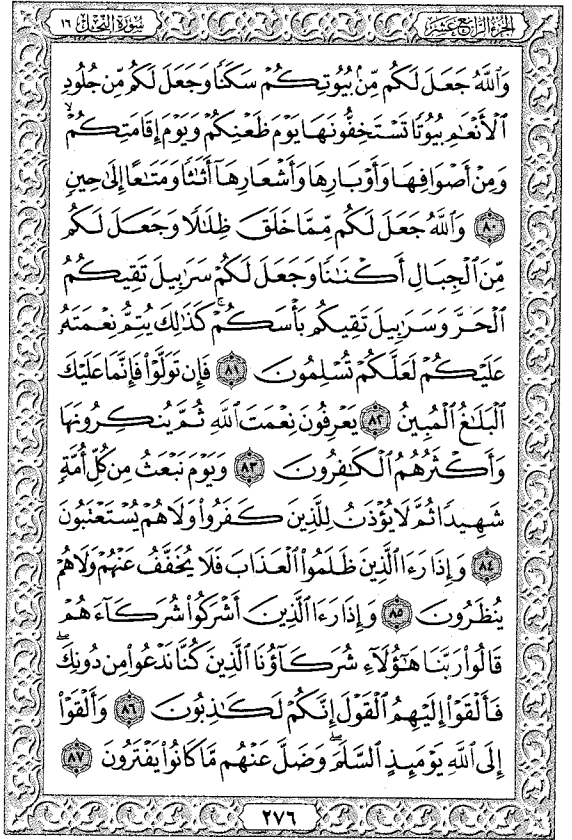 الجزء الرابع عشر
سورة النحل ١٦
وَٱللَّهُ جَعَلَ لَكُم مِّنۢ بُيُوتِكُمْ سَكَنًا وَجَعَلَ لَكُم مِّن جُلُودِ
ٱلْأَنْعَٰمِ بُيُوتًا تَسْتَخِفُّونَهَا يَوْمَ ظَعْنِكُمْ وَيَوْمَ إِقَامَتِكُمْ ۙ
وَمِنْ أَصْوَافِهَا وَأَوْبَارِهَا وَأَشْعَارِهَآ أَثَٰثًا وَمَتَٰعًا إِلَىٰ حِينٍ
٨٠ وَٱللَّهُ جَعَلَ لَكُم مِّمَّا خَلَقَ ظِلَٰلًا وَجَعَلَ لَكُم
مِّنَ ٱلْجِبَالِ أَكْنَٰنًا وَجَعَلَ لَكُمْ سَرَٰبِيلَ تَقِيكُمُ
ٱلْحَرَّ وَسَرَٰبِيلَ تَقِيكُم بَأْسَكُمْ ۚ كَذَٰلِكَ يُتِمُّ نِعْمَتَهُۥ
عَلَيْكُمْ لَعَلَّكُمْ تُسْلِمُونَ ٨١ فَإِن تَوَلَّوْا۟ فَإِنَّمَا عَلَيْكَ
ٱلْبَلَٰغُ ٱلْمُبِينُ ٨٢ يَعْرِفُونَ نِعْمَتَ ٱللَّهِ ثُمَّ يُنكِرُونَهَا
وَأَكْثَرُهُمُ ٱلْكَٰفِرُونَ ٨٣ وَيَوْمَ نَبْعَثُ مِن كُلِّ أُمَّةٍ
شَهِيدًا ثُمَّ لَا يُؤْذَنُ لِلَّذِينَ كَفَرُوا۟ وَلَا هُمْ يُسْتَعْتَبُونَ
٨٤ وَإِذَا رَءَا ٱلَّذِينَ ظَلَمُوا۟ ٱلْعَذَابَ فَلَا يُخَفَّفُ عَنْهُمْ وَلَا هُمْ
يُنظَرُونَ ٨٥ وَإِذَا رَءَا ٱلَّذِينَ أَشْرَكُوا۟ شُرَكَآءَهُمْ
قَالُوا۟ رَبَّنَا هَٰٓؤُلَآءِ شُرَكَآؤُنَا ٱلَّذِينَ كُنَّا نَدْعُوا۟ مِن دُونِكَ ۖ
فَأَلْقَوْا۟ إِلَيْهِمُ ٱلْقَوْلَ إِنَّكُمْ لَكَٰذِبُونَ ٨٦ وَأَلْقَوْا۟
إِلَى ٱللَّهِ يَوْمَئِذٍ ٱلسَّلَمَ ۖ وَضَلَّ عَنْهُم مَّا كَانُوا۟ يَفْتَرُونَ ٨٧
٢٧٦